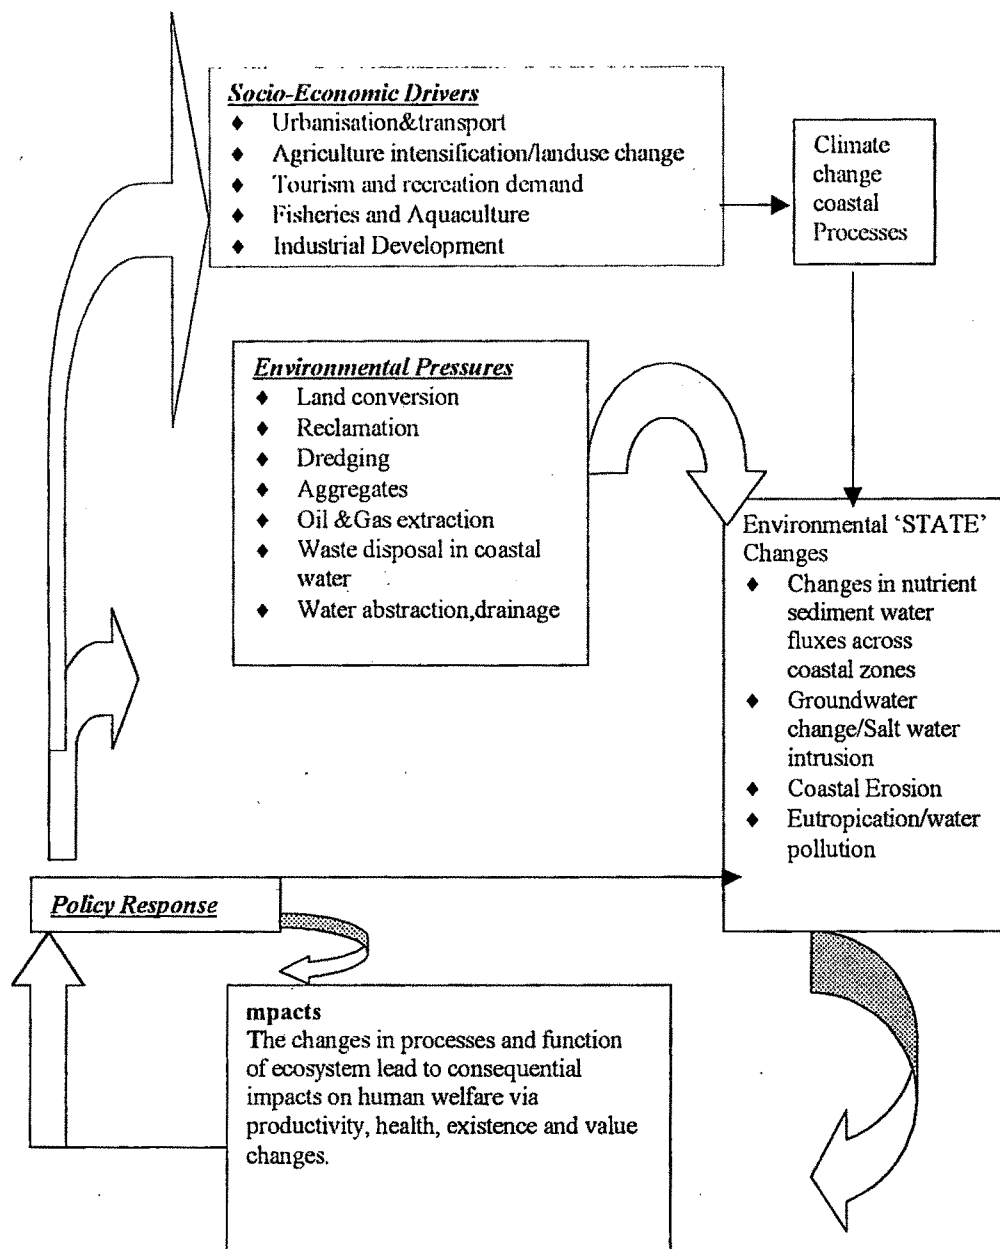 Socio-Economic Drivers
♦ Urbanisation&transport
♦ Agriculture intensification/landuse change
♦ Tourism and recreation demand
♦ Fisheries and Aquaculture
♦ Industrial Development
Climate
change
coastal
Processes
Environmental Pressures
♦ Land conversion
♦ Reclamation
♦ Dredging
♦ Aggregates
♦ Oil &Gas extraction
♦ Waste disposal in coastal
water
♦ Water abstraction,drainage
Environmental ‘STATE’
Changes
♦ Changes in nutrient
sediment water
fluxes across
coastal zones
♦ Groundwater
change/Salt water
intrusion
♦ Coastal Erosion
♦ Eutropication/water
pollution
Policy Response
mpacts
The changes in processes and function
of ecosystem lead to consequential
impacts on human welfare via
productivity, health, existence and value
changes.